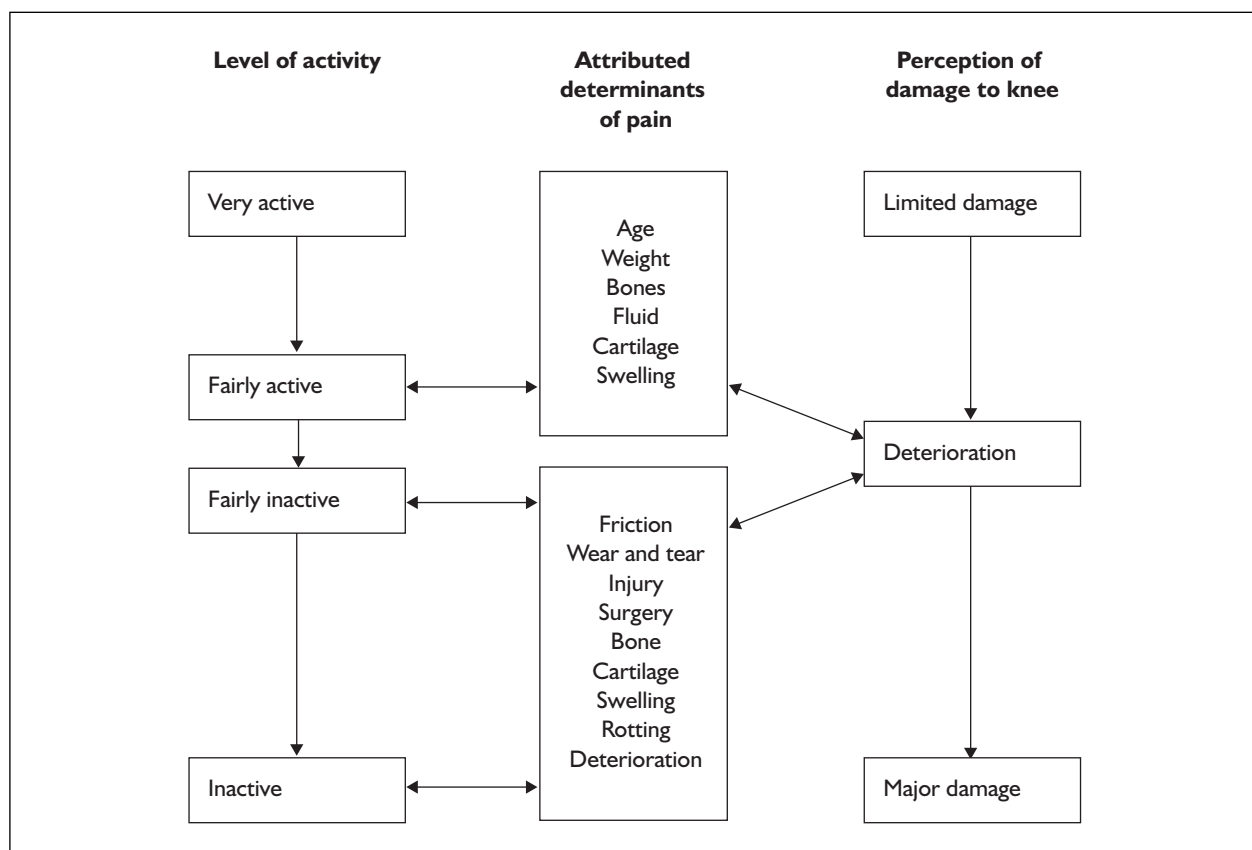 Level of activity
Attributed
determinants
of pain
Perception of
damage to knee
Very active
Fairly active
Fairly inactive
Inactive
Age
Weight
Bones
Fluid
Cartilage
Swelling
Friction
Wear and tear
Injury
Surgery
Bone
Cartilage
Swelling
Rotting
Deterioration
Limited damage
Deterioration
Major damage